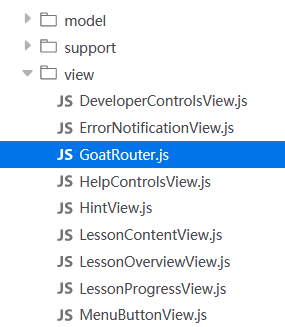 model
support
view
JS DeveloperControlsView.js
JS ErrorNotificationView.js
JS GoatRouter.js
JS HelpControlsView.js
JS HintView.js
JS LessonContentView.js
JS LessonOverviewView.js
JS LessonProgressView.js
JS MenuButtonView.js